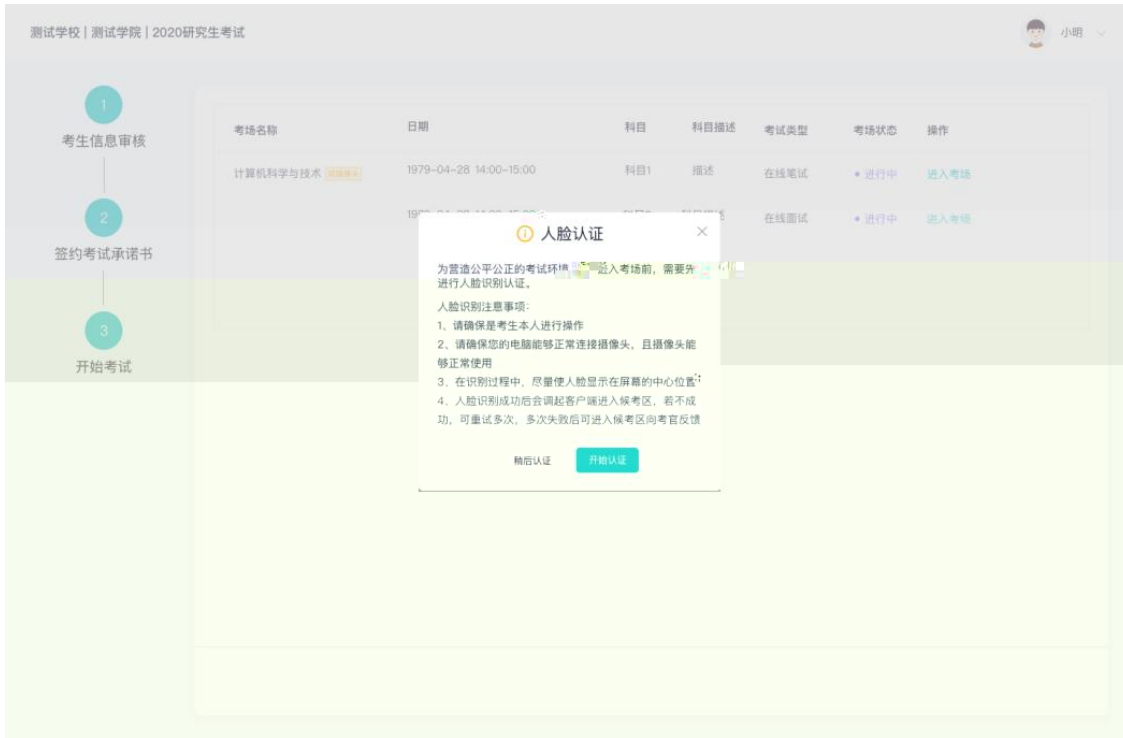 测试学校 | 测试学院 | 2020研究生考试
小明
1
考生信息审核
2
签约考试承诺书
3
开始考试
考场名称 日期 科目 科目描述 考试类型 考场状态 操作
计算机科学与技术 1979-04-28 14:00-15:00 科目1 描述 在线笔试 进行中 进入考场
在线面试 进行中 进入考场
人脸认证
为营造公平公正的考试环境 进入考场前,需要先
进行人脸识别认证。
人脸识别注意事项:
1、请确保是考生本人进行操作
2、请确保您的电脑能够正常连接摄像头,且摄像头能
够正常使用
3、在识别过程中,尽量使人脸显示在屏幕的中心位置
4、人脸识别成功后会调起客户端进入候考区,若不成
功,可重试多次,多次失败后可进入候考区向考官反馈
稍后认证 开始认证